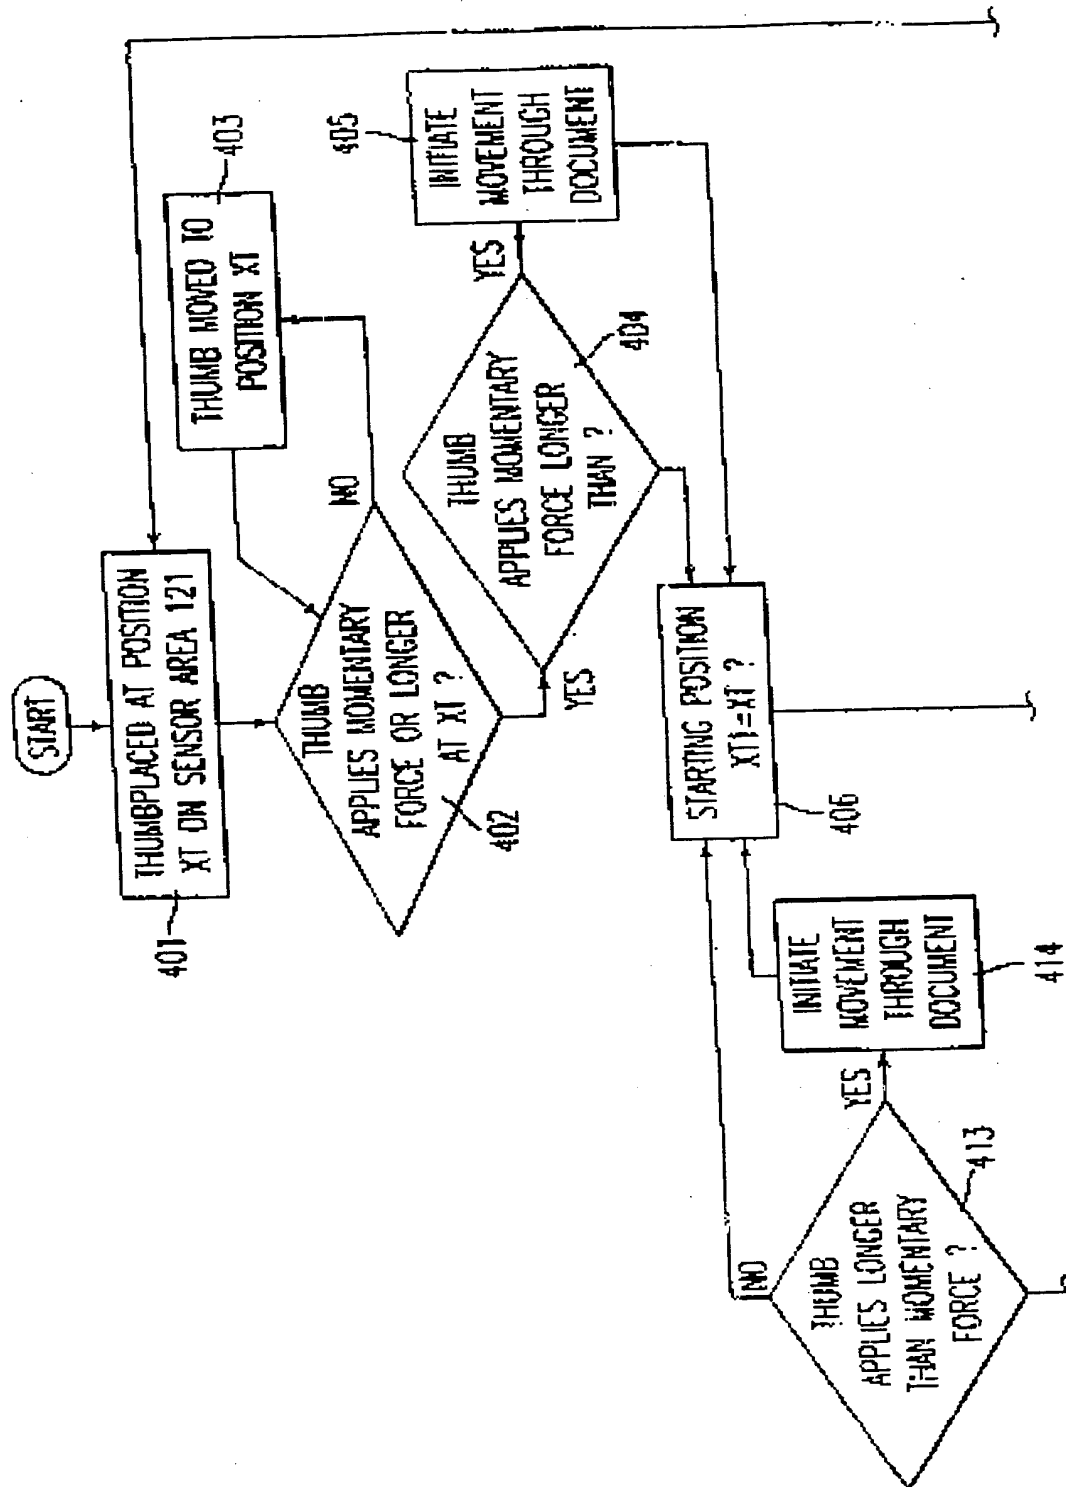 START
THUMBPLACED AT POSITION
XT ON SENSOR AREA 121
401
THUMB
APPLIES MOMENTARY
FORCE OR LONGER
AT XT ?
402
NO
THUMB MOVED TO
POSITION XT
403
YES
THUMB
APPLIES MOMENTARY
FORCE LONGER
THAN ?
404
YES
INITIATE
MOVEMENT
THROUGH
DOCUMENT
405
STARTING POSITION
XT1=XT ?
406
THUMB
APPLIES LONGER
THAN MOMENTARY
FORCE ?
413
NO
YES
INITIATE
MOVEMENT
THROUGH
DOCUMENT
414